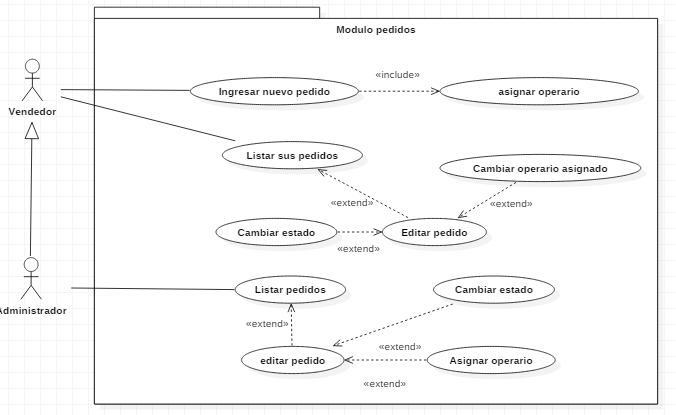 Modulo pedidos
«include»
Ingresar nuevo pedido
asignar operario
Vendedor
Listar sus pedidos
Cambiar operario asignado
«extend»
«extend»
Cambiar estado
Editar pedido
«extend»
Listar pedidos
Cambiar estado
Administrador
«extend»
«extend»
editar pedido
Asignar operario
«extend»